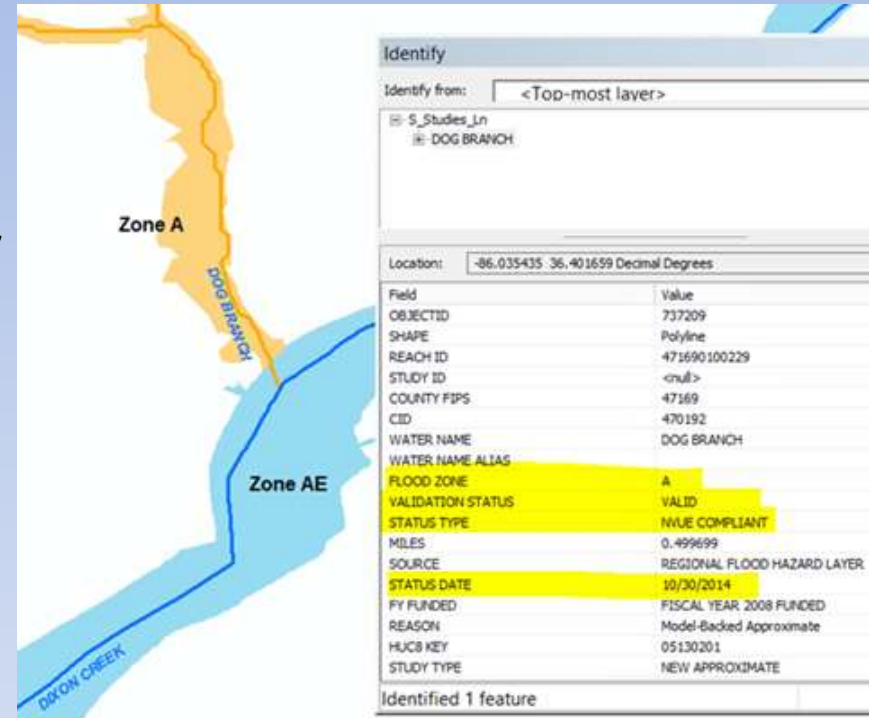 Zone A
DOG BRANCH
Zone AE
DIXON CREEK
Identify
Identify from: <Top-most layer>
S_Studies_Ln
DOG BRANCH
Location: -86.035435 36.401659 Decimal Degrees
Field Value
OBJECTID 737209
SHAPE Polyline
REACH ID 471690100229
STUDY ID <null>
COUNTY FIPS 47169
CID 470192
WATER NAME DOG BRANCH
WATER NAME ALIAS
FLOOD ZONE A
VALIDATION STATUS VALID
STATUS TYPE NVUE COMPLIANT
MILES 0.499699
SOURCE REGIONAL FLOOD HAZARD LAYER
STATUS DATE 10/30/2014
FY FUNDED FISCAL YEAR 2008 FUNDED
REASON Model-Backed Approximate
HUC8 KEY 05130201
STUDY TYPE NEW APPROXIMATE
Identified 1 feature